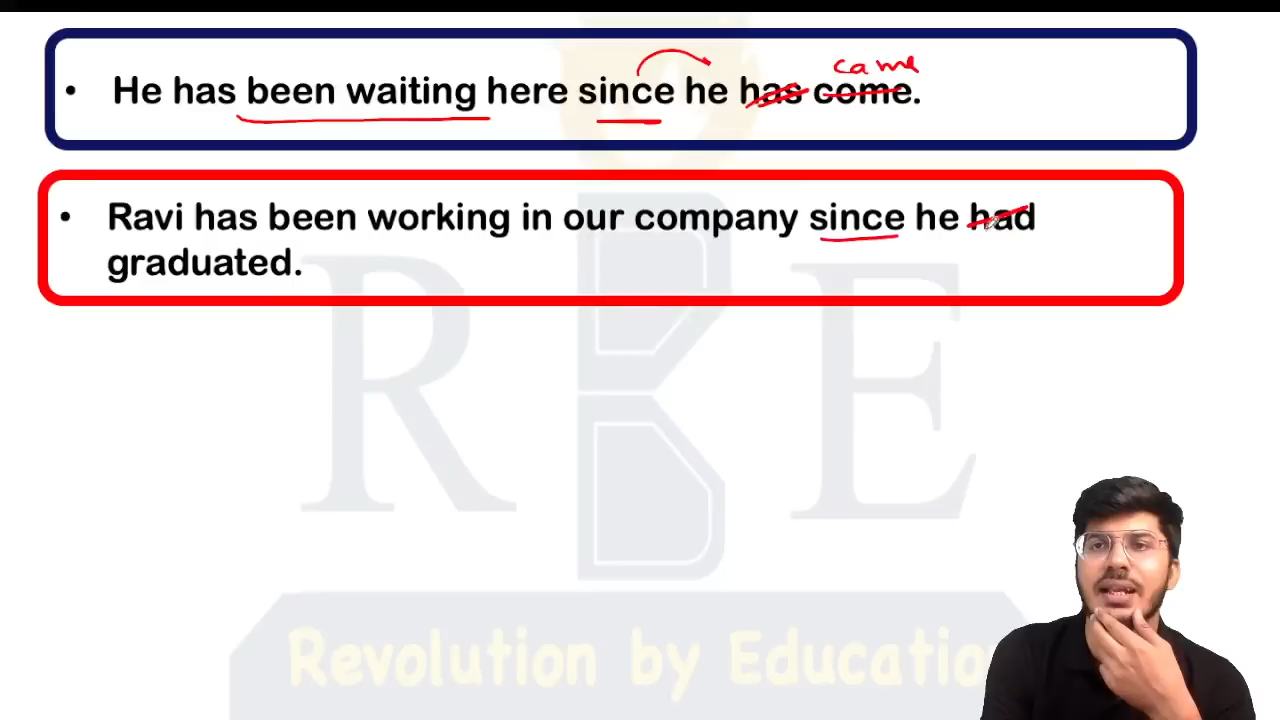 came
• He has been waiting here since he has come.
• Ravi has been working in our company since he had
graduated.
R B E
Revolution by Educatio